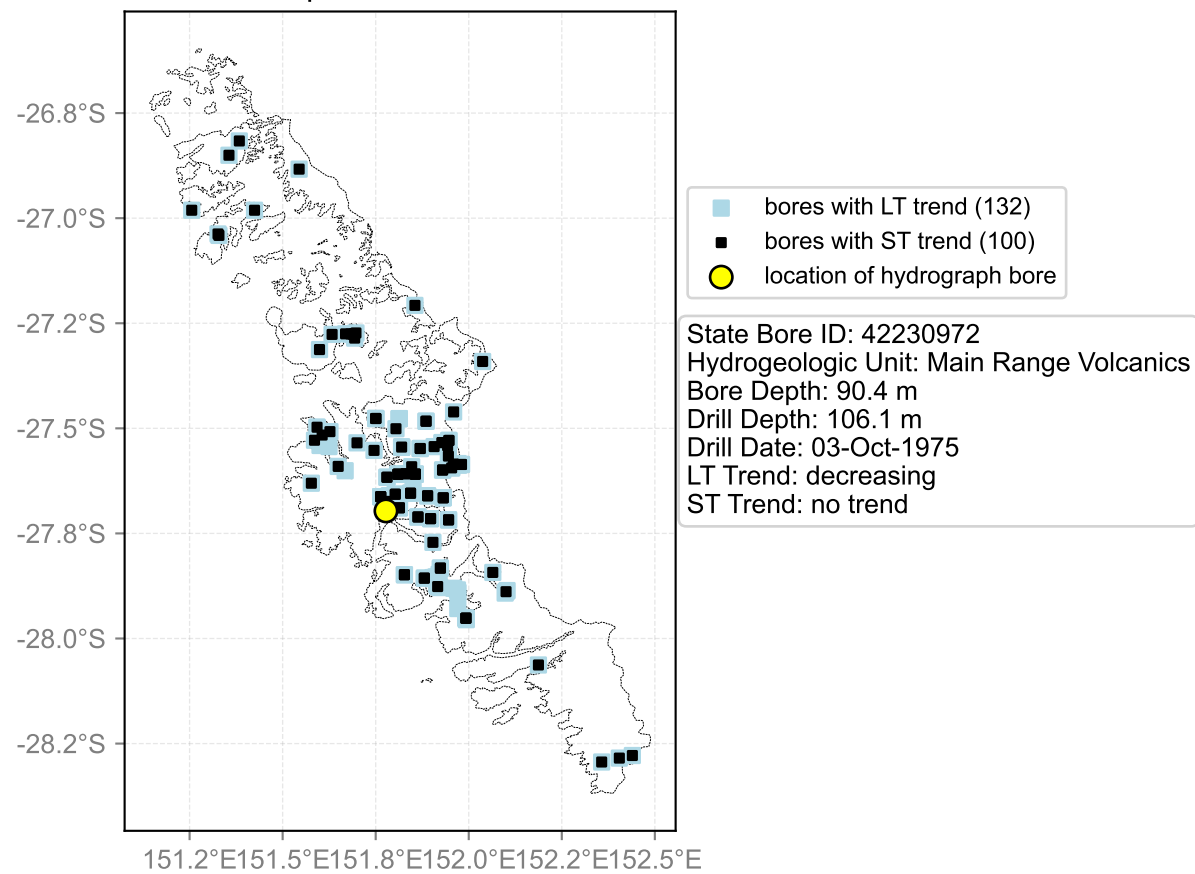 -26.8°S
-27.0°S
-27.2°S
-27.5°S
-27.8°S
-28.0°S
-28.2°S
151.2°E151.5°E151.8°E152.0°E152.2°E152.5°E
bores with LT trend (132)
bores with ST trend (100)
location of hydrograph bore
State Bore ID: 42230972
Hydrogeologic Unit: Main Range Volcanics
Bore Depth: 90.4 m
Drill Depth: 106.1 m
Drill Date: 03-Oct-1975
LT Trend: decreasing
ST Trend: no trend